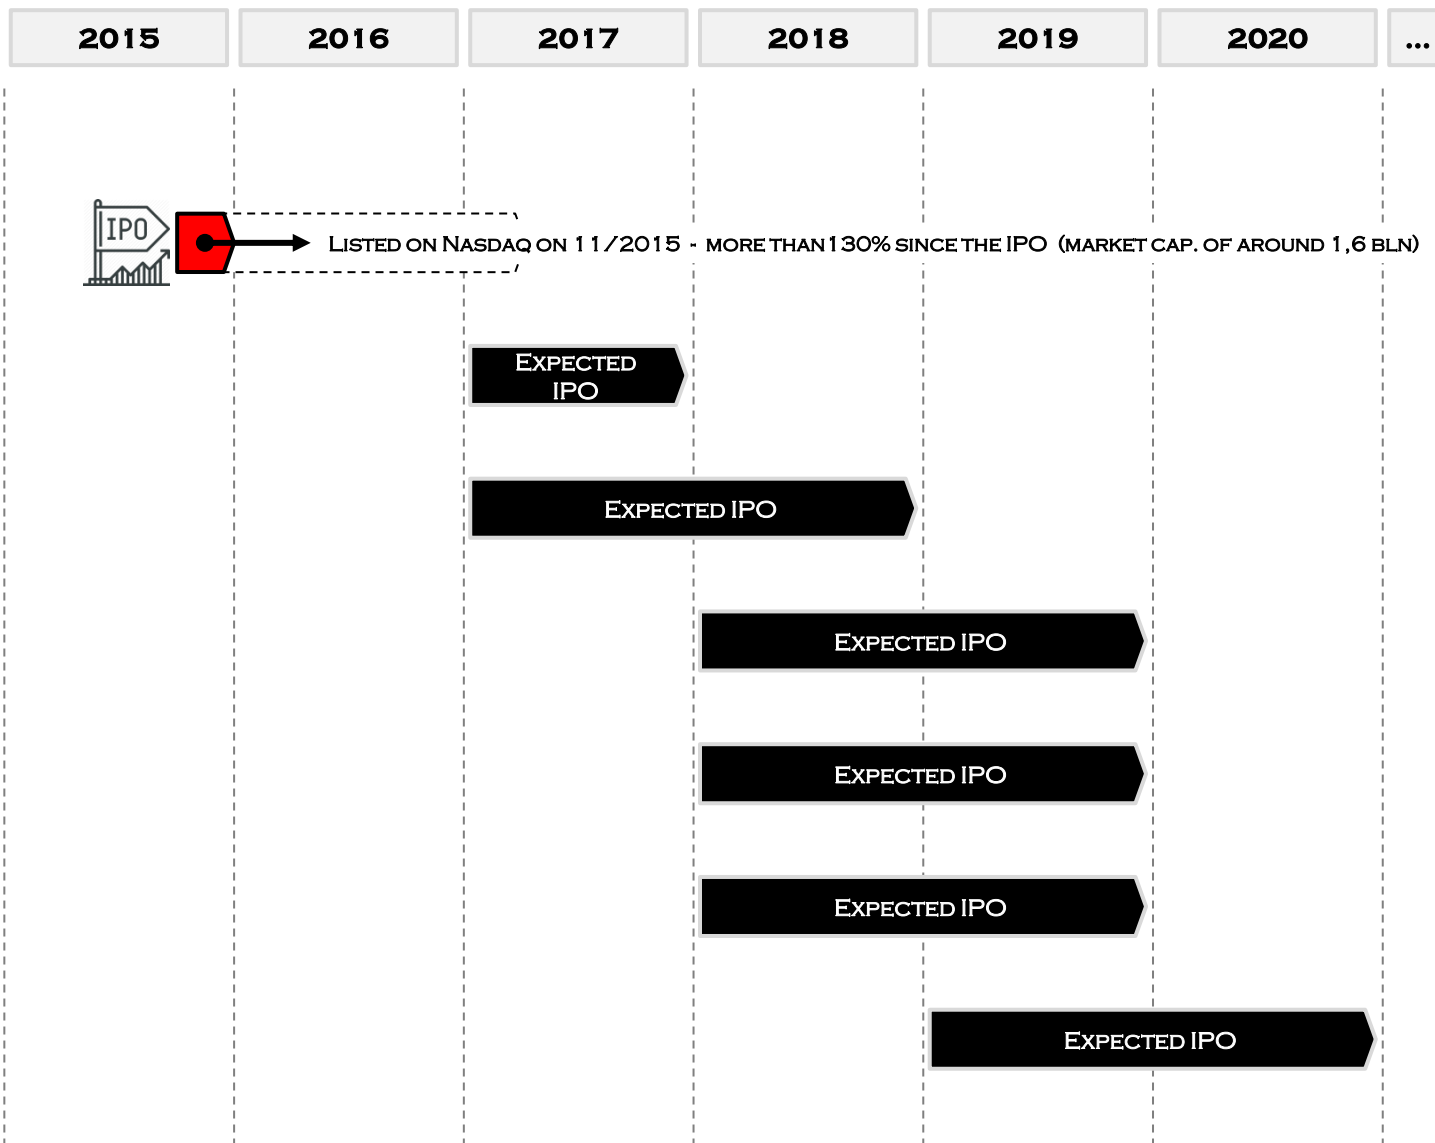 2015 2016 2017 2018 2019 2020 ...
IPO
Listed on Nasdaq on 11/2015 - more than 130% since the IPO (market cap. of around 1,6 bln)
Expected
IPO
Expected IPO
Expected IPO
Expected IPO
Expected IPO
Expected IPO